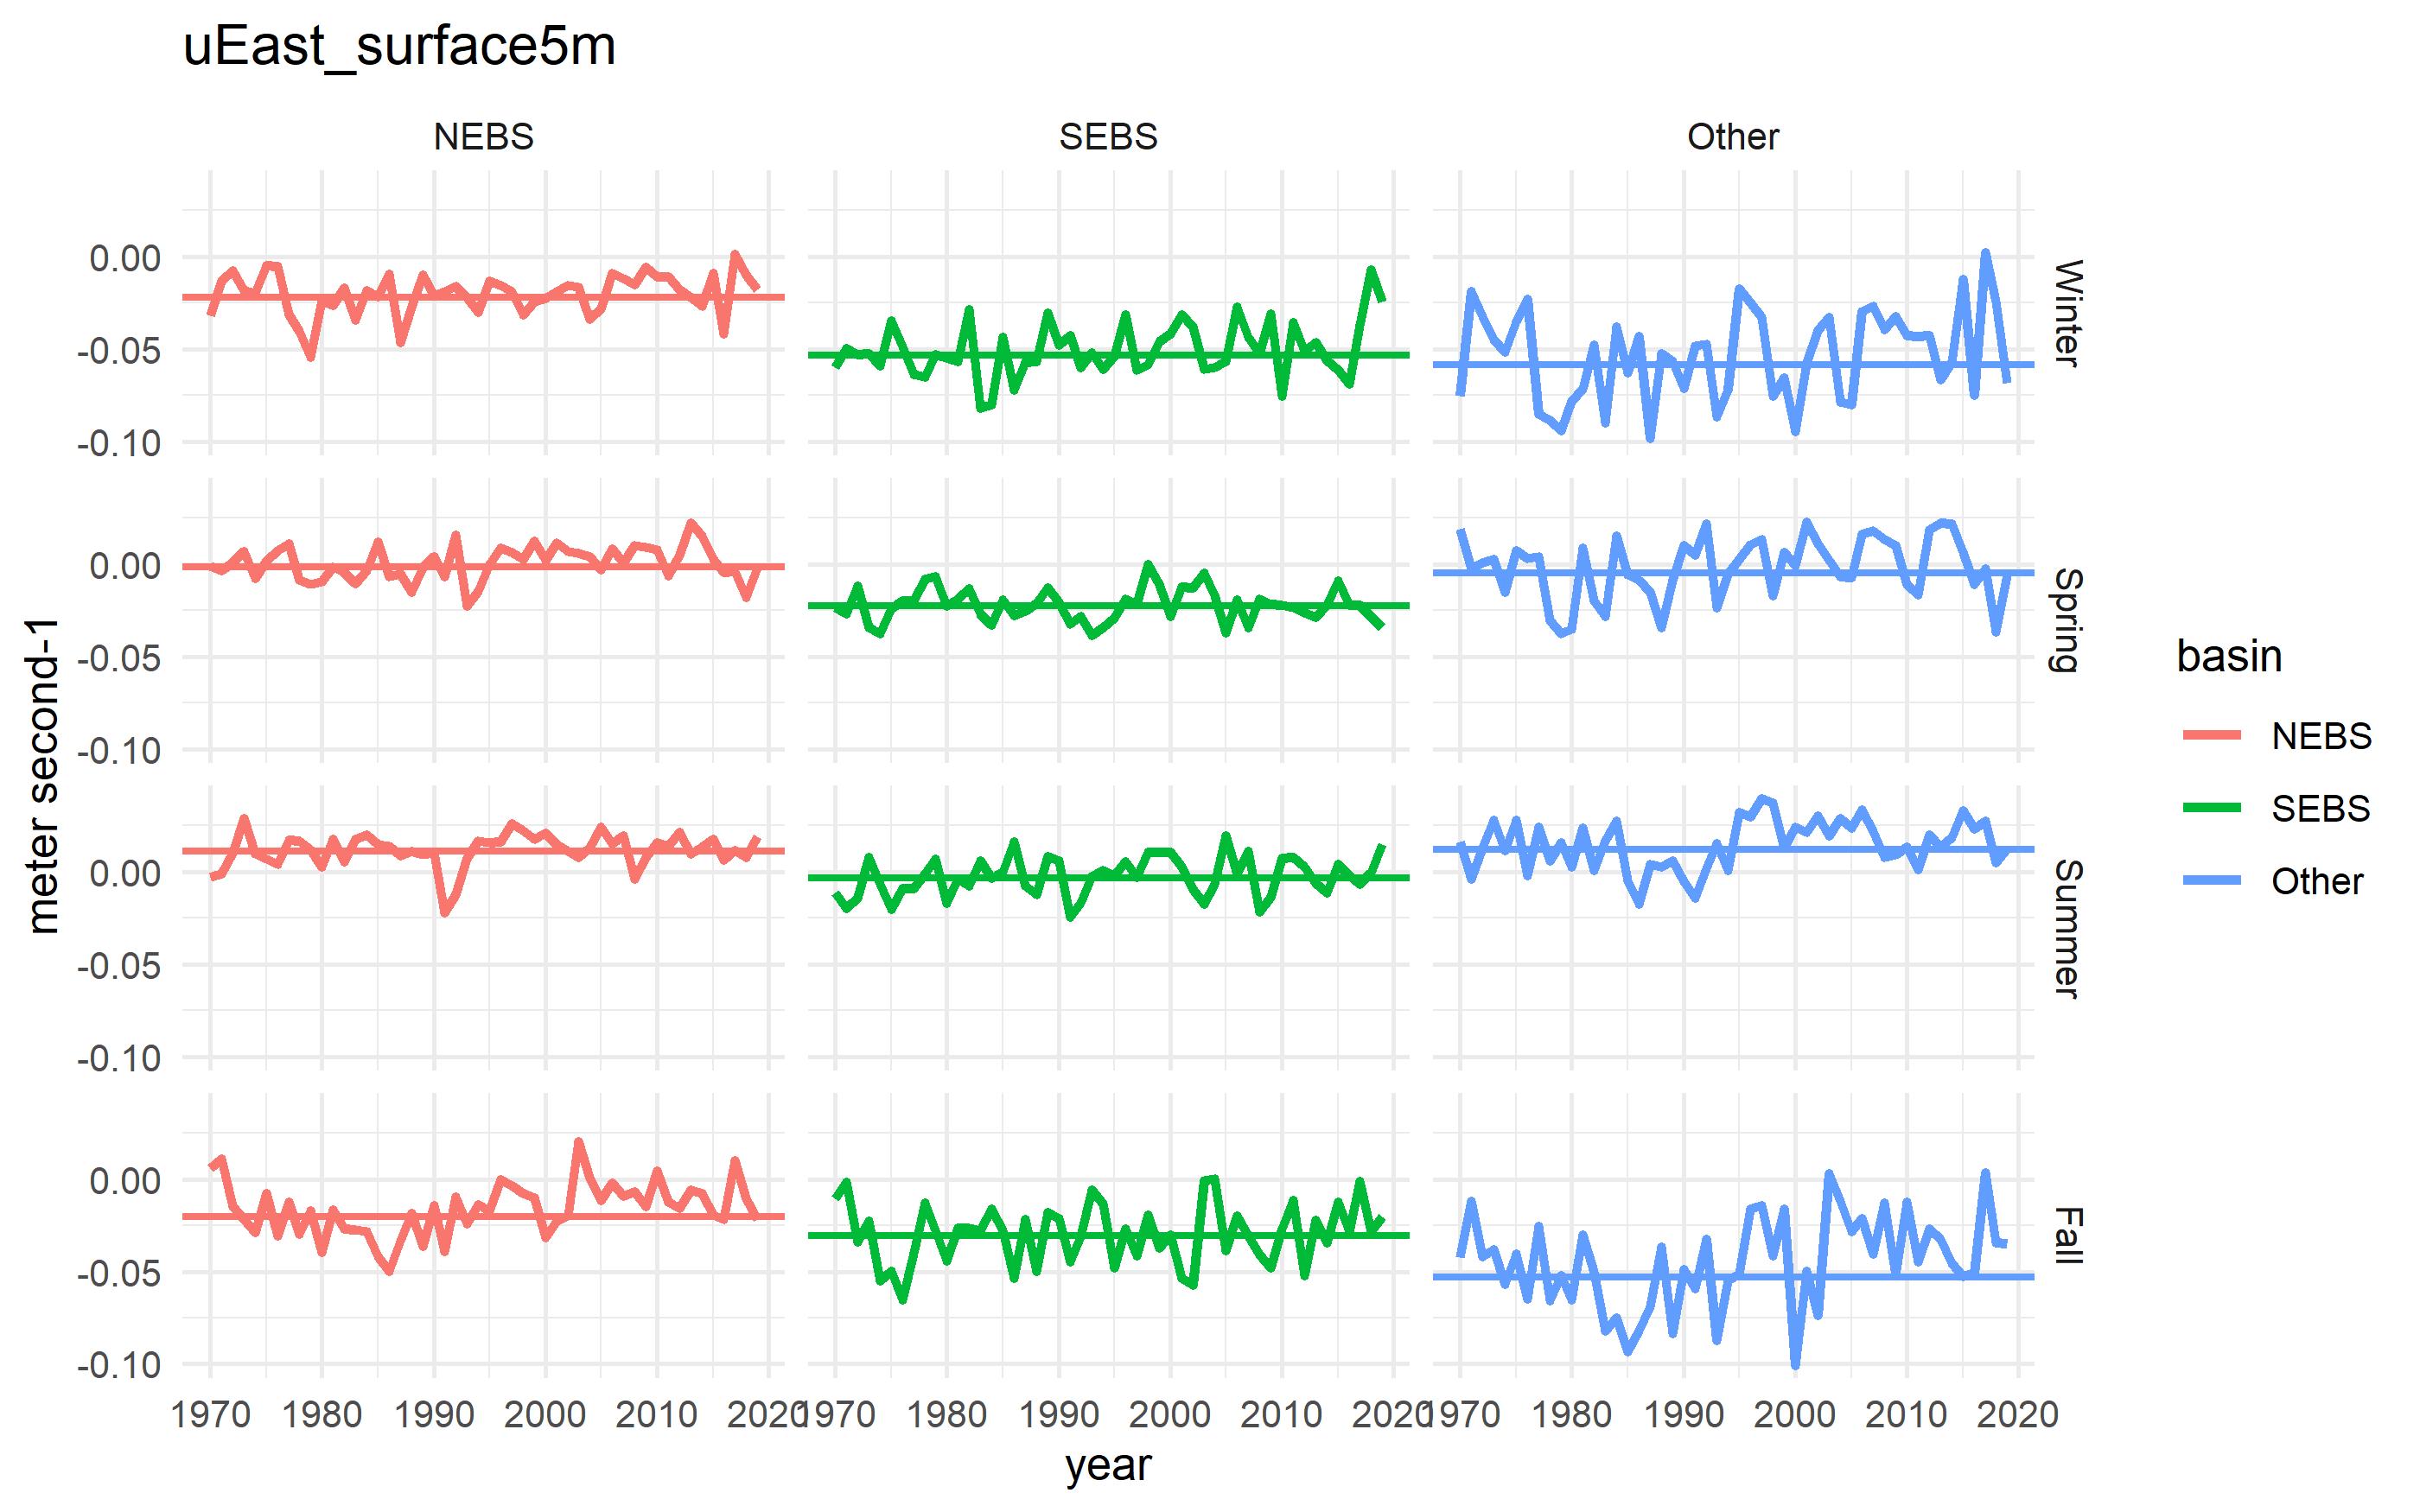 uEast_surface5m
NEBS SEBS Other
0.00
-0.05
-0.10
Winter
0.00
-0.05
-0.10
Spring
0.00
-0.05
-0.10
Summer
0.00
-0.05
-0.10
Fall
1970 1980 1990 2000 2010 2020 1970 1980 1990 2000 2010 2020 1970 1980 1990 2000 2010 2020
year
meter second-1
basin
NEBS
SEBS
Other